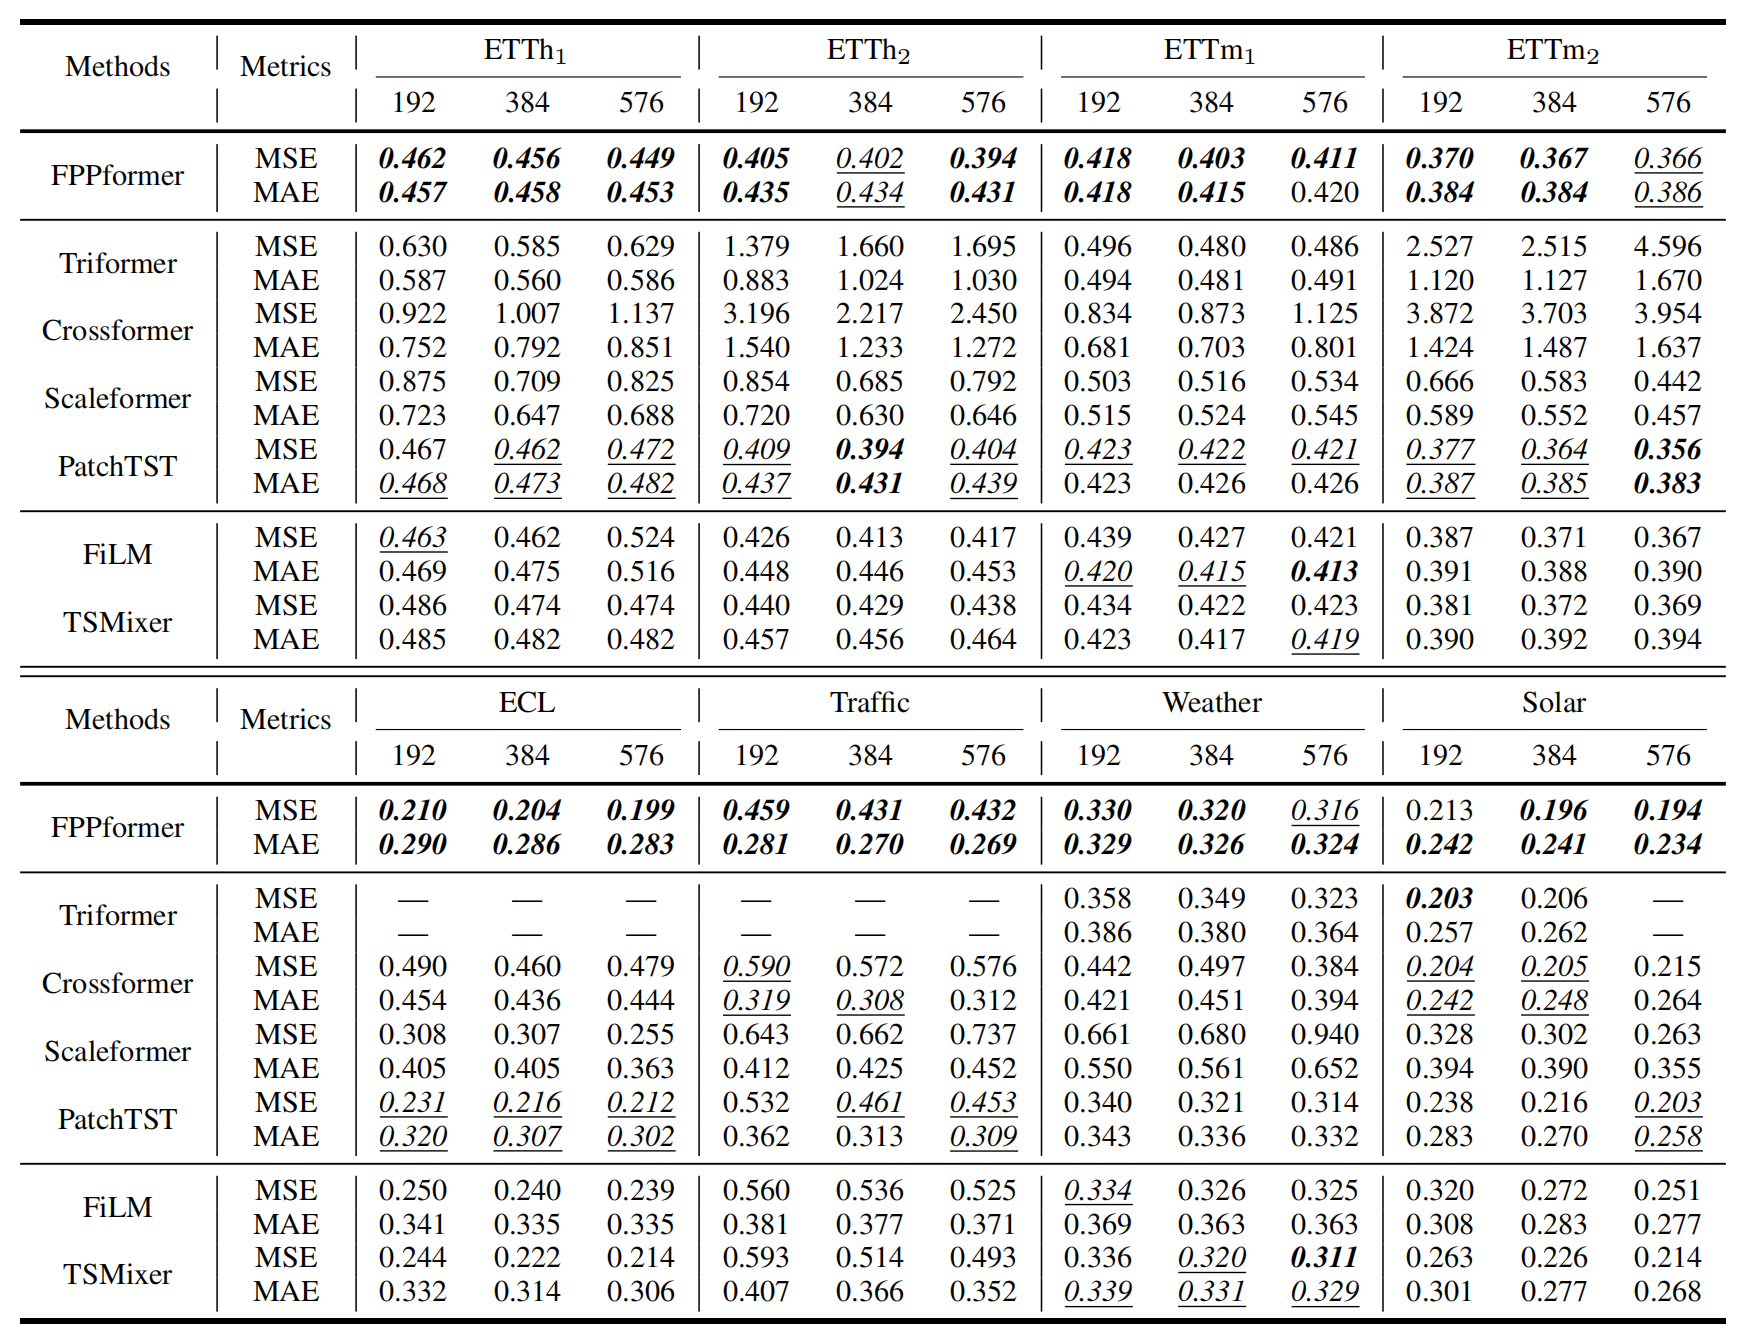 Methods Metrics ETTh1 ETTh2 ETTm1 ETTm2
192 384 576 192 384 576 192 384 576 192 384 576
FPPformer MSE 0.462 0.456 0.449 0.405 0.402 0.394 0.418 0.403 0.411 0.370 0.367 0.366
MAE 0.457 0.458 0.453 0.435 0.434 0.431 0.418 0.415 0.420 0.384 0.384 0.386
Triformer MSE 0.630 0.585 0.629 1.379 1.660 1.695 0.496 0.480 0.486 2.527 2.515 4.596
MAE 0.587 0.560 0.586 0.883 1.024 1.030 0.494 0.481 0.491 1.120 1.127 1.670
Crossformer MSE 0.922 1.007 1.137 3.196 2.217 2.450 0.834 0.873 1.125 3.872 3.703 3.954
MAE 0.752 0.792 0.851 1.540 1.233 1.272 0.681 0.703 0.801 1.424 1.487 1.637
Scaleformer MSE 0.875 0.709 0.825 0.854 0.685 0.792 0.503 0.516 0.534 0.666 0.583 0.442
MAE 0.723 0.647 0.688 0.720 0.630 0.646 0.515 0.524 0.545 0.589 0.552 0.457
PatchTST MSE 0.467 0.462 0.472 0.409 0.394 0.404 0.423 0.422 0.421 0.377 0.364 0.356
MAE 0.468 0.473 0.482 0.437 0.431 0.439 0.423 0.426 0.426 0.387 0.385 0.383
FiLM MSE 0.463 0.462 0.524 0.426 0.413 0.417 0.439 0.427 0.421 0.387 0.371 0.367
MAE 0.469 0.475 0.516 0.448 0.446 0.453 0.420 0.415 0.413 0.391 0.388 0.390
TSMixer MSE 0.486 0.474 0.474 0.440 0.429 0.438 0.434 0.422 0.423 0.381 0.372 0.369
MAE 0.485 0.482 0.482 0.457 0.456 0.464 0.423 0.417 0.419 0.390 0.392 0.394
Methods Metrics ECL Traffic Weather Solar
192 384 576 192 384 576 192 384 576 192 384 576
FPPformer MSE 0.210 0.204 0.199 0.459 0.431 0.432 0.330 0.320 0.316 0.213 0.196 0.194
MAE 0.290 0.286 0.283 0.281 0.270 0.269 0.329 0.326 0.324 0.242 0.241 0.234
Triformer MSE — — — — — — 0.358 0.349 0.323 0.203 0.206 —
MAE — — — — — — 0.386 0.380 0.364 0.257 0.262 —
Crossformer MSE 0.490 0.460 0.479 0.590 0.572 0.576 0.442 0.497 0.384 0.204 0.205 0.215
MAE 0.454 0.436 0.444 0.319 0.308 0.312 0.421 0.451 0.394 0.242 0.248 0.264
Scaleformer MSE 0.308 0.307 0.255 0.643 0.662 0.737 0.661 0.680 0.940 0.328 0.302 0.263
MAE 0.405 0.405 0.363 0.412 0.425 0.452 0.550 0.561 0.652 0.394 0.390 0.355
PatchTST MSE 0.231 0.216 0.212 0.532 0.461 0.453 0.340 0.321 0.314 0.238 0.216 0.203
MAE 0.320 0.307 0.302 0.362 0.313 0.309 0.343 0.336 0.332 0.283 0.270 0.258
FiLM MSE 0.250 0.240 0.239 0.560 0.536 0.525 0.334 0.326 0.325 0.320 0.272 0.251
MAE 0.341 0.335 0.335 0.381 0.377 0.371 0.369 0.363 0.363 0.308 0.283 0.277
TSMixer MSE 0.244 0.222 0.214 0.593 0.514 0.493 0.336 0.320 0.311 0.263 0.226 0.214
MAE 0.332 0.314 0.306 0.407 0.366 0.352 0.339 0.331 0.329 0.301 0.277 0.268